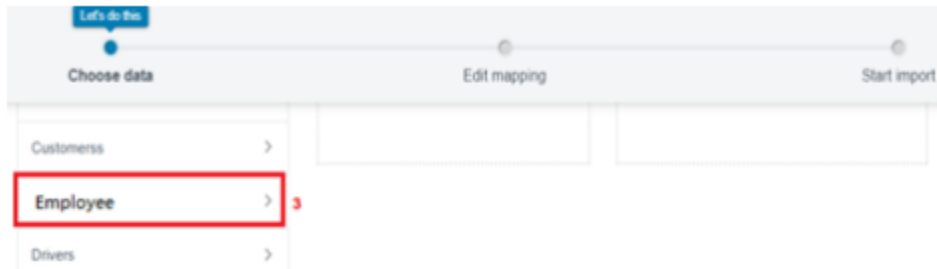 Let's do this
Choose data
Edit mapping
Start import
Customerss
Employee
3
Drivers